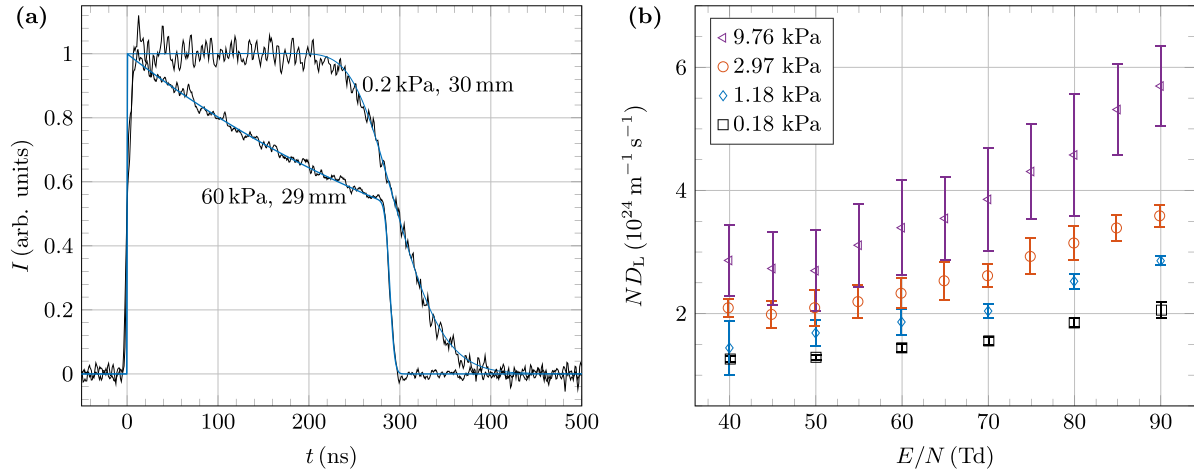 (a)
I (arb. units)
1
0.8
0.6
0.4
0.2
0
0.2 kPa, 30 mm
60 kPa, 29 mm
0 100 200 300 400 500
t (ns)
(b)
ND_L (10^24 m^−1 s^−1)
6
4
2
9.76 kPa
2.97 kPa
1.18 kPa
0.18 kPa
40 50 60 70 80 90
E/N (Td)